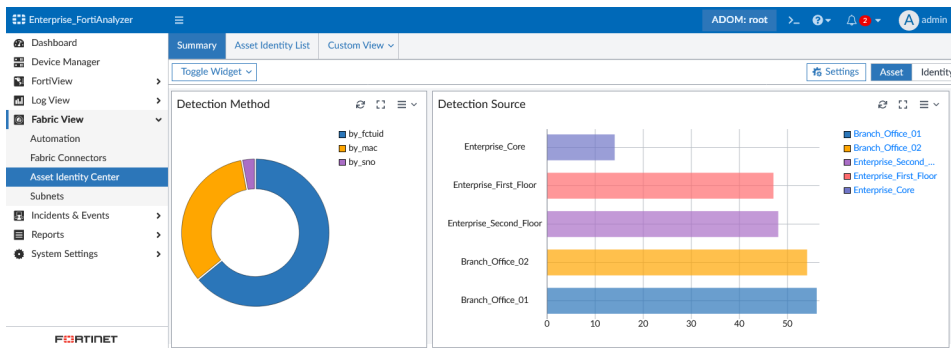 Enterprise_FortiAnalyzer
ADOM: root
2
A
admin
Dashboard
Device Manager
FortiView
Log View
Fabric View
Automation
Fabric Connectors
Asset Identity Center
Subnets
Incidents & Events
Reports
System Settings
FORTINET
Summary
Asset Identity List
Custom View
Toggle Widget
Settings
Asset
Identity
Detection Method
by_fctuid
by_mac
by_sno
Detection Source
Enterprise_Core
Enterprise_First_Floor
Enterprise_Second_Floor
Branch_Office_02
Branch_Office_01
0 10 20 30 40 50
Branch_Office_01
Branch_Office_02
Enterprise_Second_...
Enterprise_First_Floor
Enterprise_Core